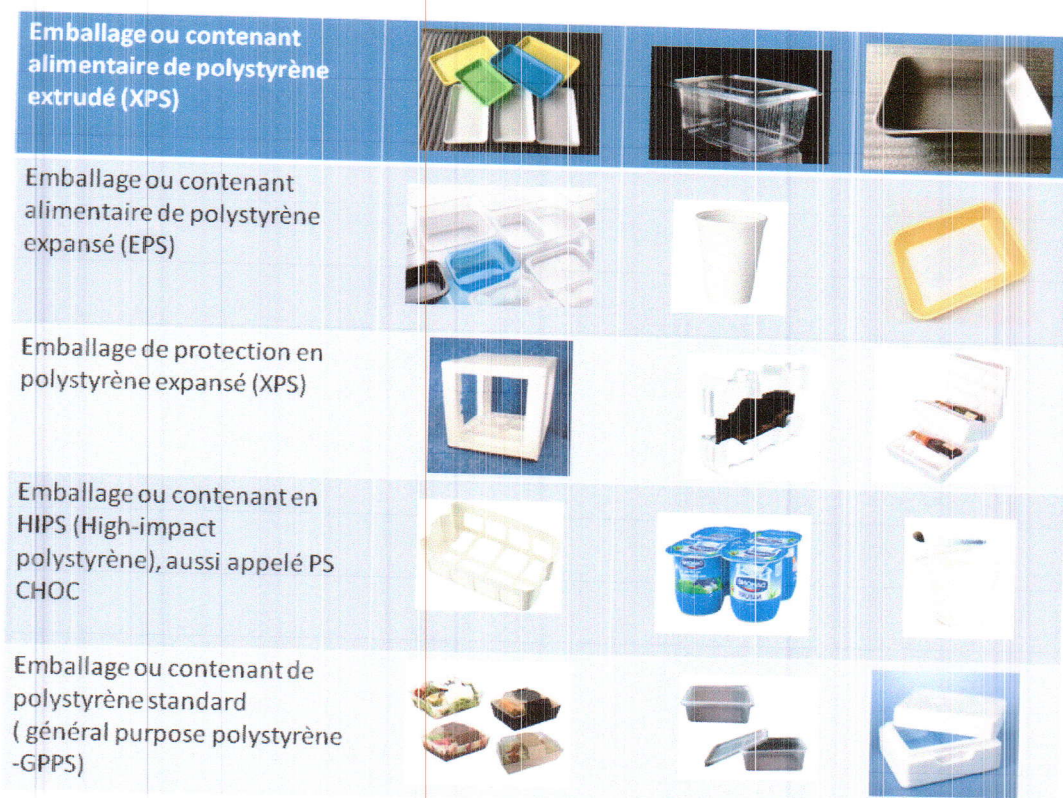 Emballage ou contenant
alimentaire de polystyrène
extrudé (XPS)
Emballage ou contenant
alimentaire de polystyrène
expansé (EPS)
Emballage de protection en
polystyrène expansé (XPS)
Emballage ou contenant en
HIPS (High-impact
polystyrène), aussi appelé PS
CHOC
DANONE
Emballage ou contenant de
polystyrène standard
( général purpose polystyrène
-GPPS)